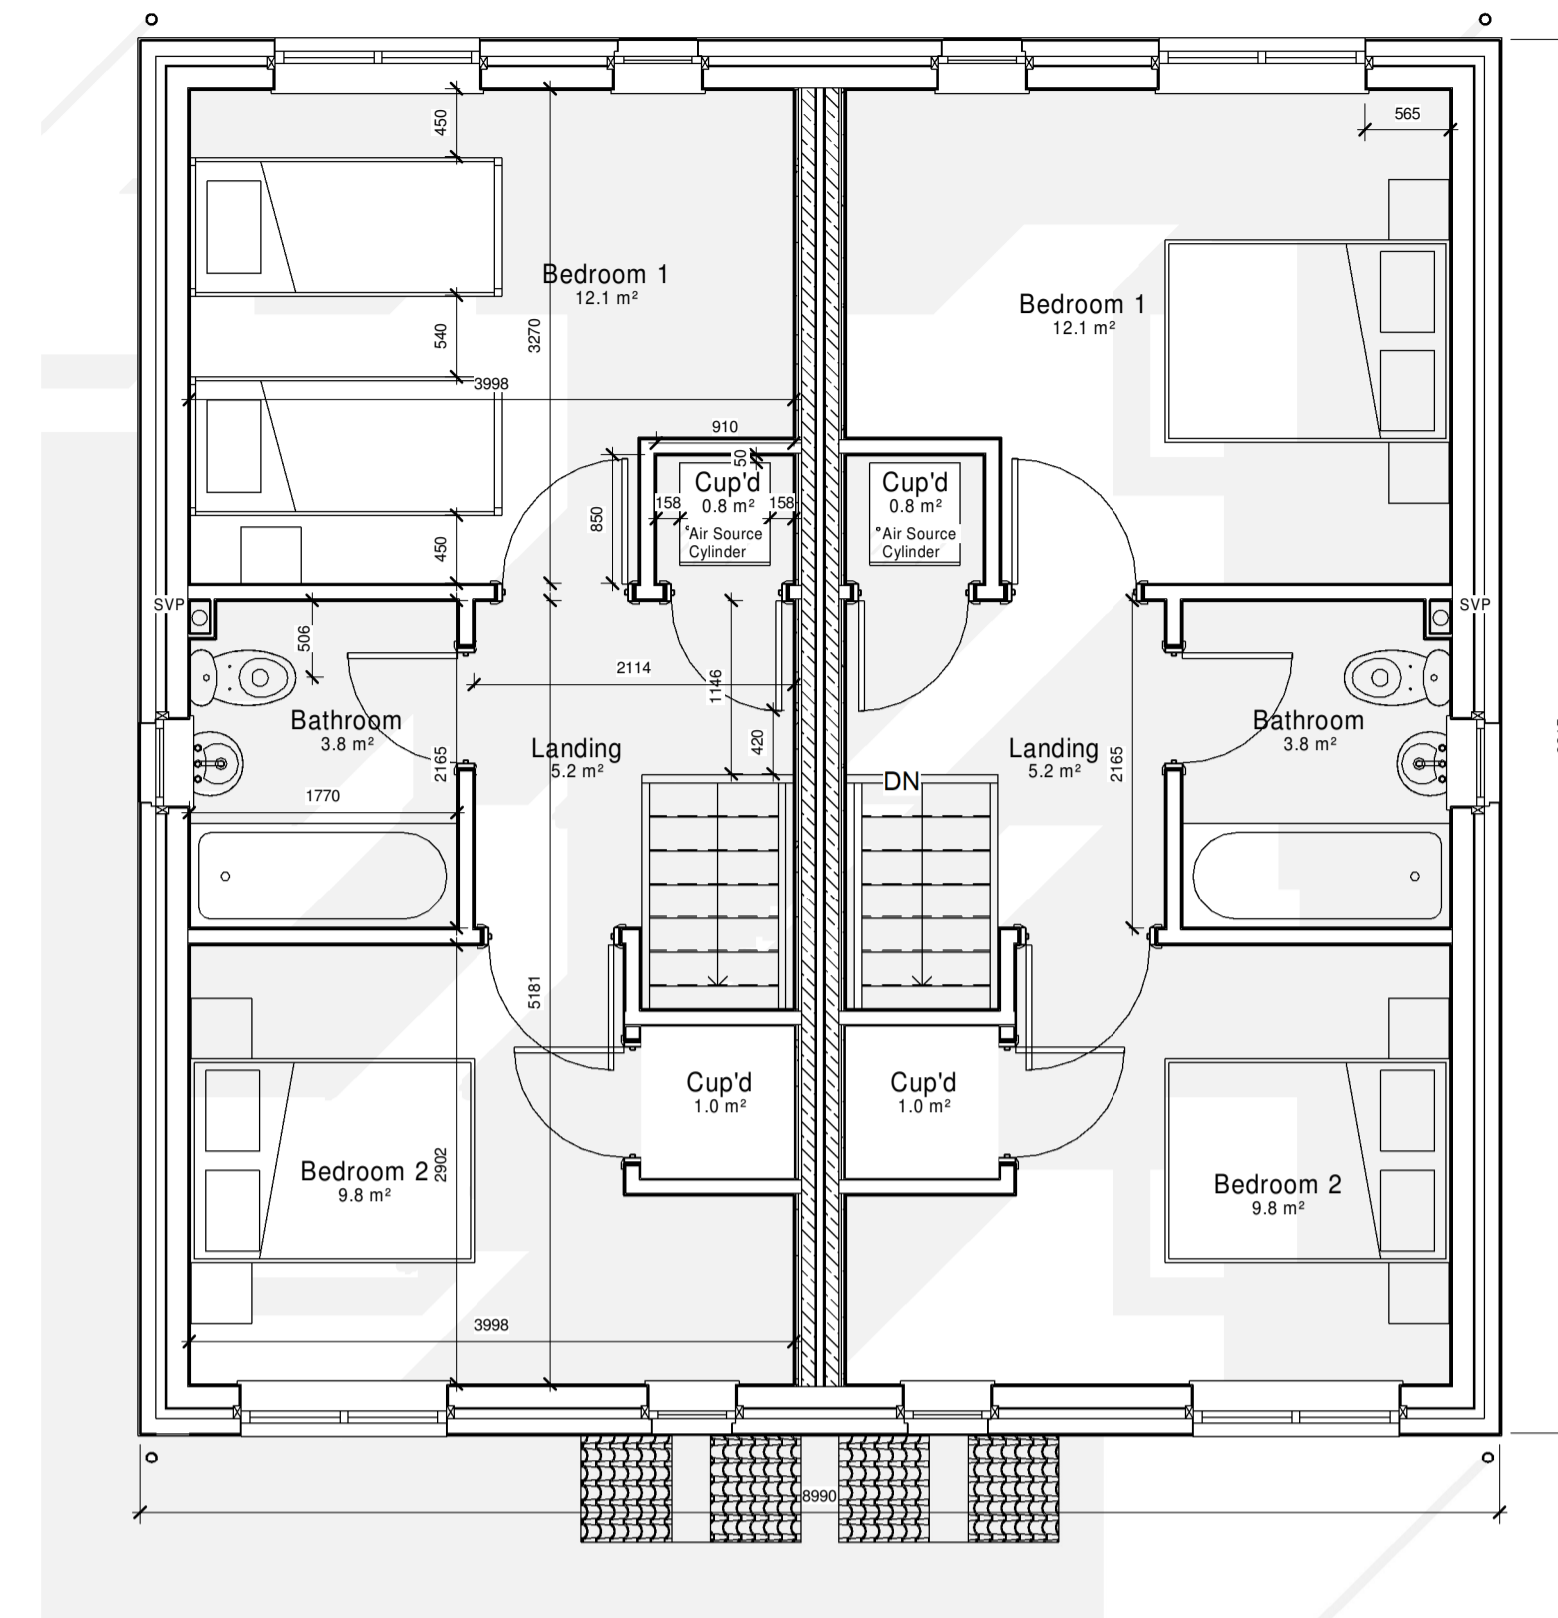 565
450
Bedroom 1
12.1 m²
Bedroom 1
12.1 m²
540
3270
3998
910
50
Cup'd
0.8 m²
158
158
°Air Source
Cylinder
Cup'd
0.8 m²
°Air Source
Cylinder
850
450
SVP
SVP
506
2114
1146
Bathroom
3.8 m²
Landing
5.2 m²
420
2165
1770
DN
Landing
5.2 m²
2165
Bathroom
3.8 m²
5181
Cup'd
1.0 m²
Cup'd
1.0 m²
Bedroom 2
9.8 m²
2902
Bedroom 2
9.8 m²
3998
8990